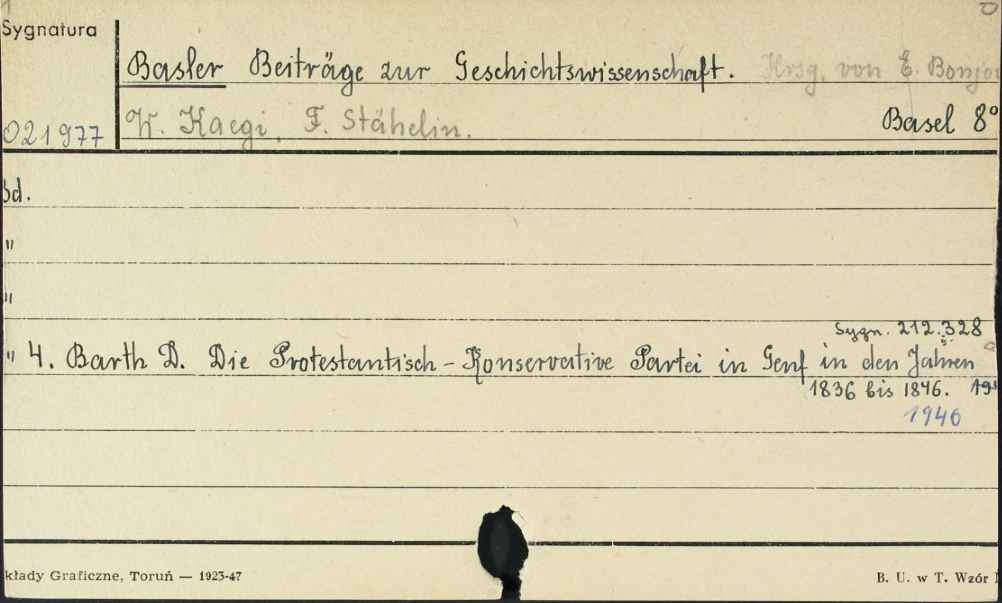 Sygnatura
Basler Beiträge zur Geschichtswissenschaft. Hrsg. von E. Bonjo
021977 W. Kaegi, F. Stähelin. Basel 8°
Bd.
"
"
Sygn. 212.328
" 4. Barth D. Die Protestantisch-Konservative Partei in Genf in den Jahren
1836 bis 1846. 19
1946
kłady Graficzne, Toruń — 1923-47 B. U. w T. Wzór